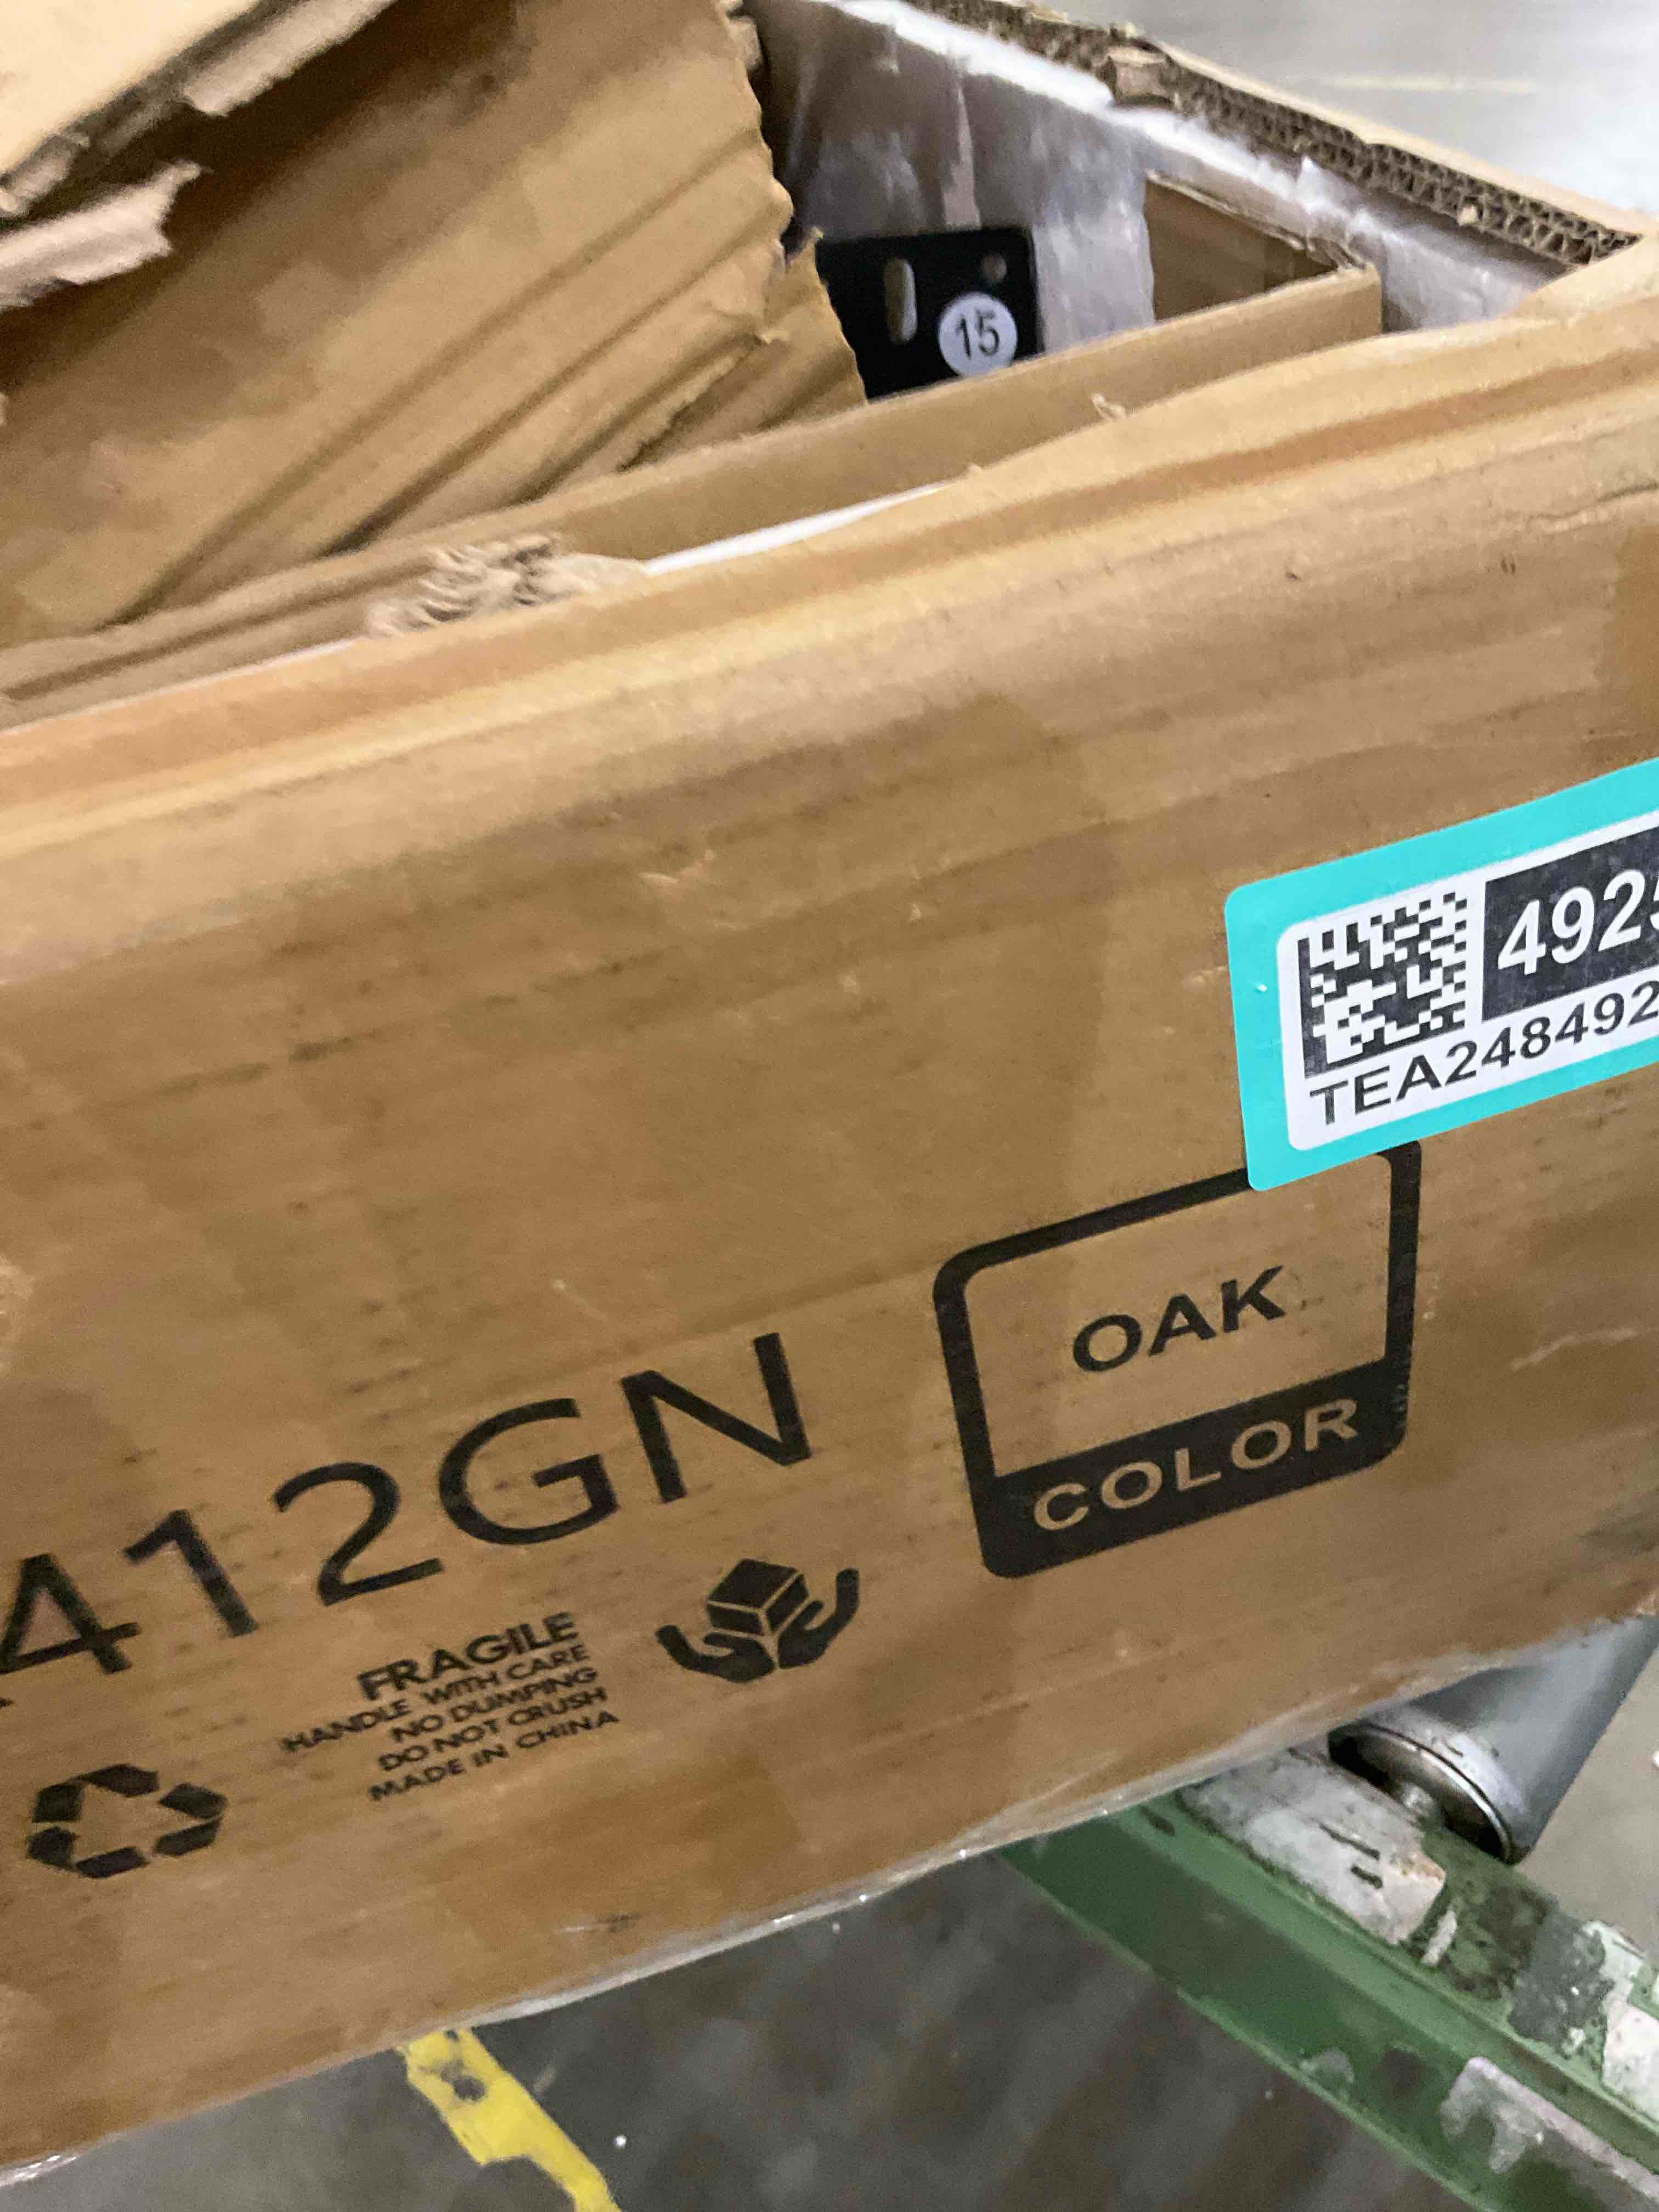 15
4925
TEA248492
OAK
COLOR
412GN
FRAGILE
HANDLE WITH CARE
NO DUMPING
DO NOT CRUSH
MADE IN CHINA